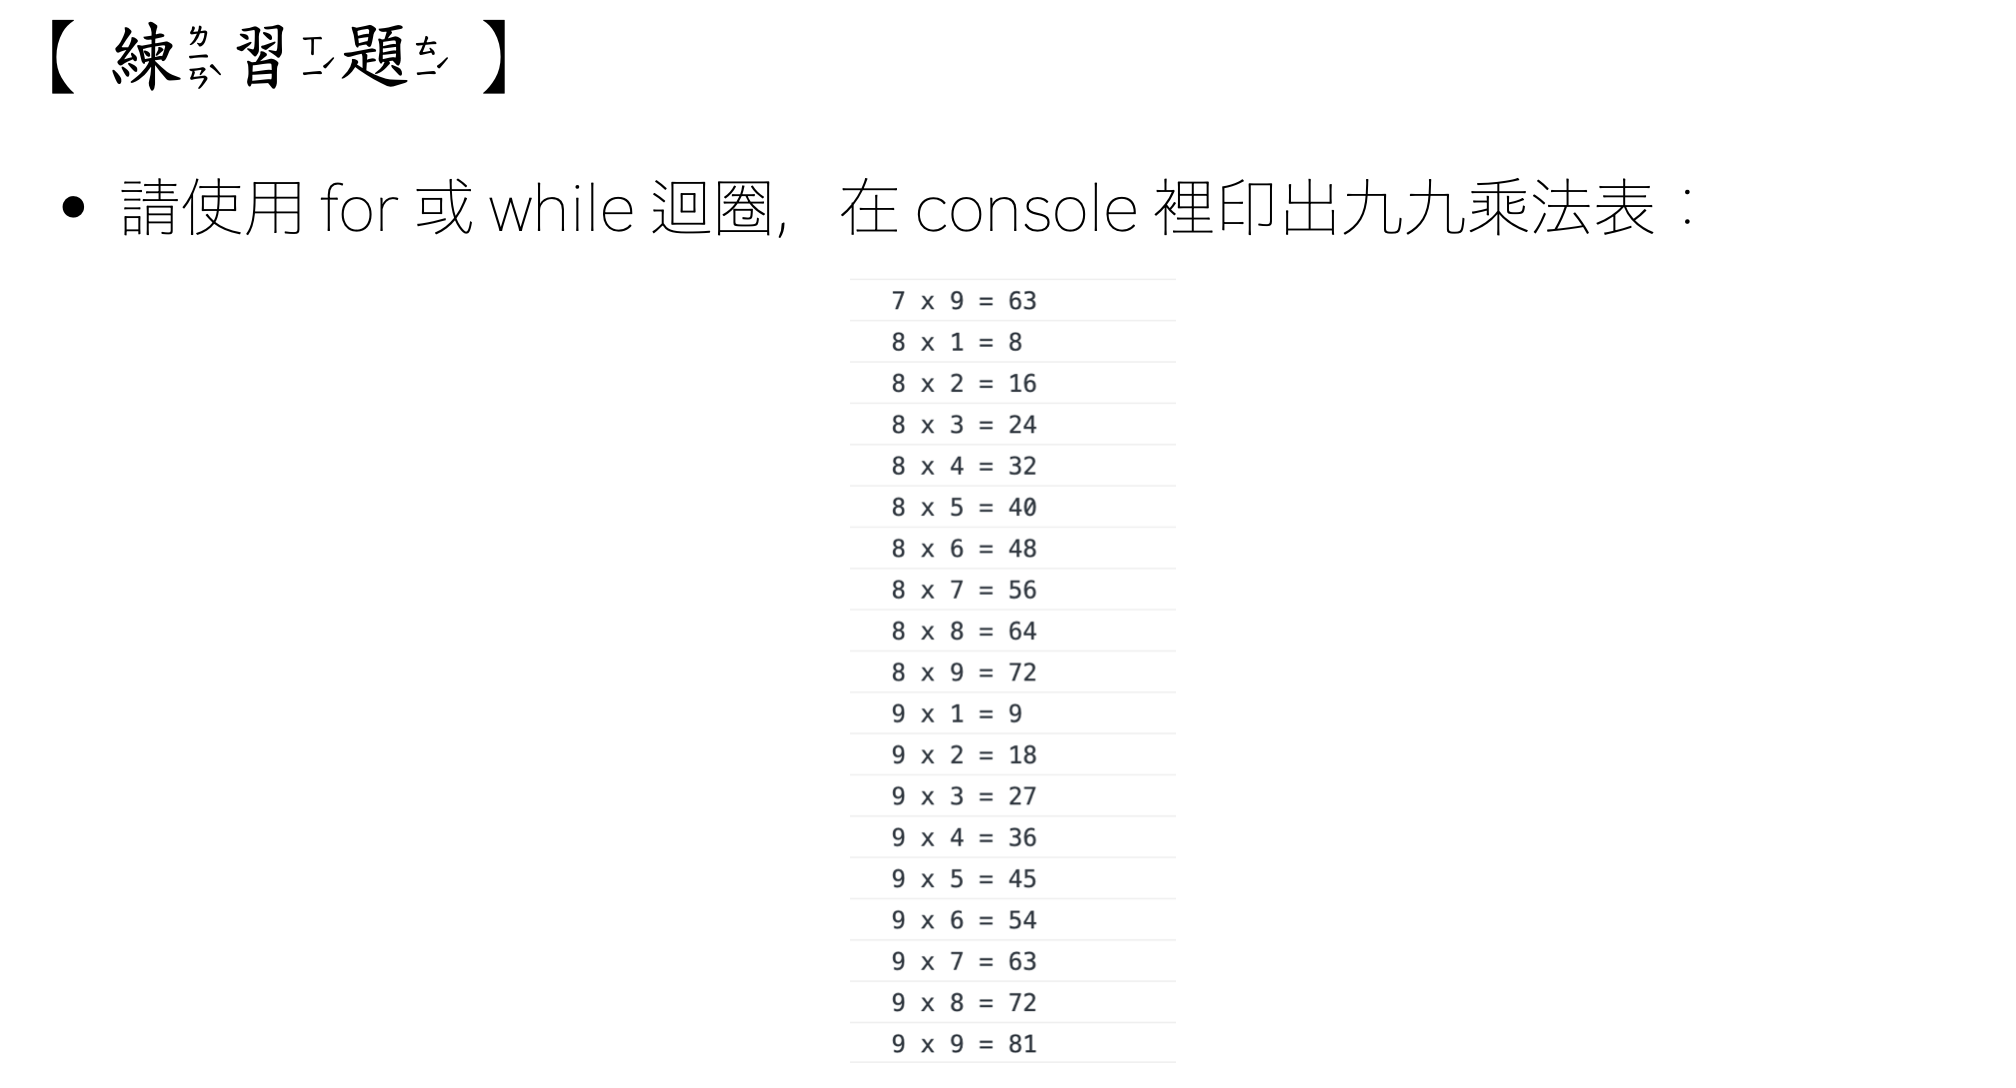 【 練ㄌㄧㄢˋ習ㄒㄧˊ題ㄊㄧˊ 】
• 請使用 for 或 while 迴圈, 在 console 裡印出九九乘法表：
7 x 9 = 63
8 x 1 = 8
8 x 2 = 16
8 x 3 = 24
8 x 4 = 32
8 x 5 = 40
8 x 6 = 48
8 x 7 = 56
8 x 8 = 64
8 x 9 = 72
9 x 1 = 9
9 x 2 = 18
9 x 3 = 27
9 x 4 = 36
9 x 5 = 45
9 x 6 = 54
9 x 7 = 63
9 x 8 = 72
9 x 9 = 81